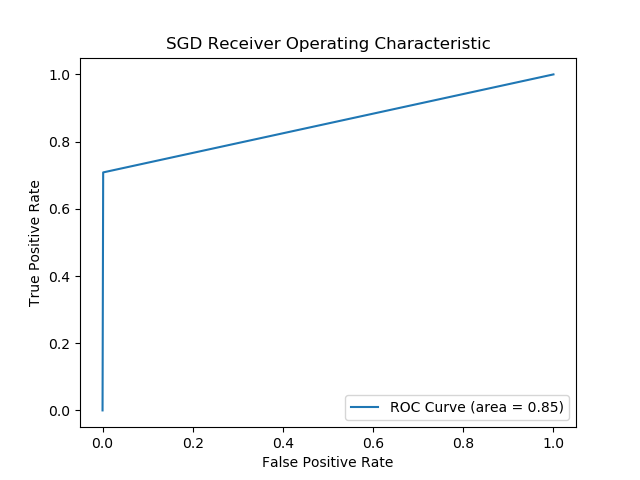 SGD Receiver Operating Characteristic
1.0
0.8
0.6
0.4
0.2
0.0
True Positive Rate
ROC Curve (area = 0.85)
0.0 0.2 0.4 0.6 0.8 1.0
False Positive Rate